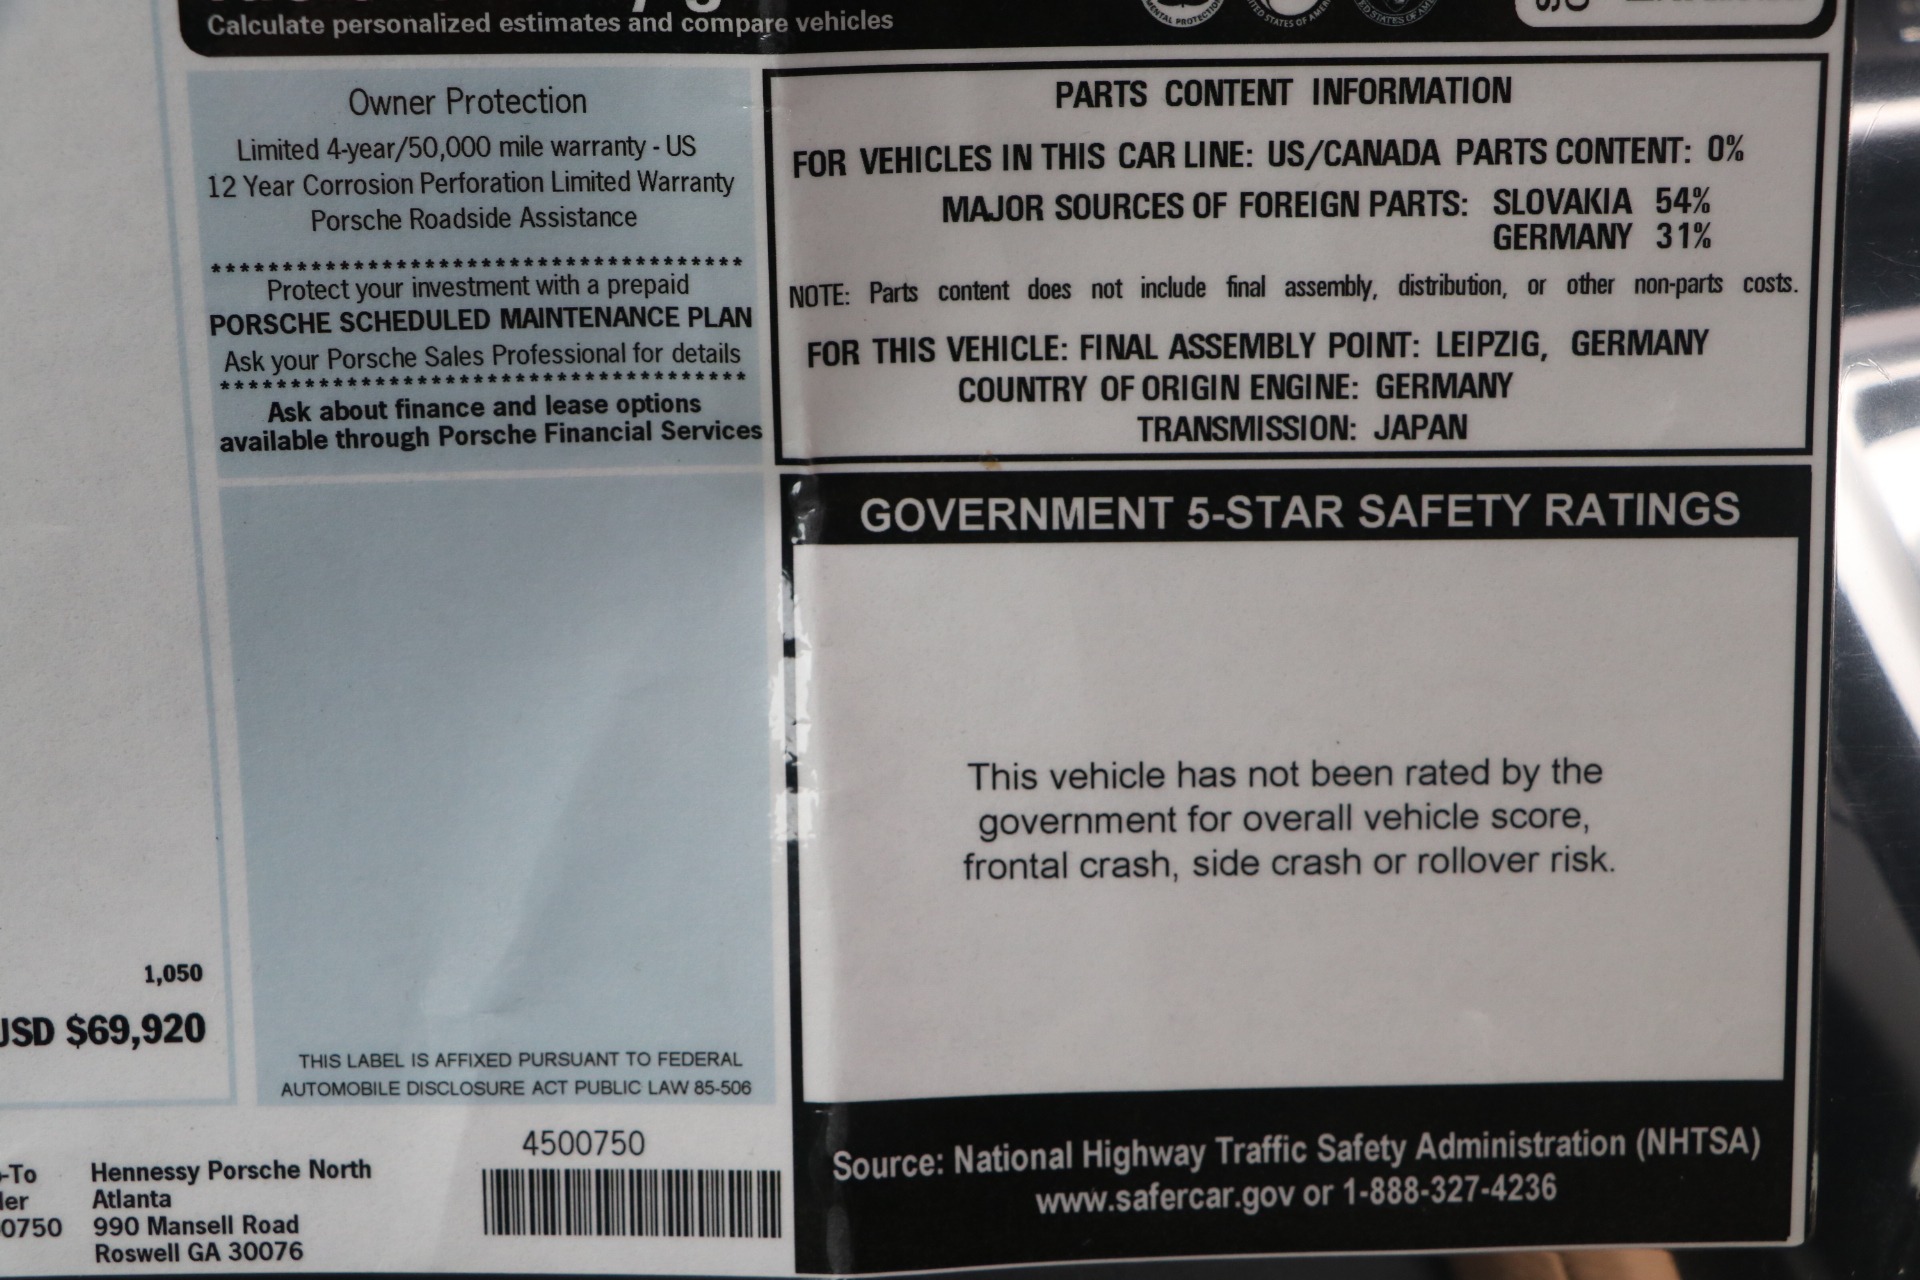 Calculate personalized estimates and compare vehicles
Owner Protection
Limited 4-year/50,000 mile warranty - US
12 Year Corrosion Perforation Limited Warranty
Porsche Roadside Assistance
**************************************
Protect your investment with a prepaid
PORSCHE SCHEDULED MAINTENANCE PLAN
Ask your Porsche Sales Professional for details
**************************************
Ask about finance and lease options
available through Porsche Financial Services
PARTS CONTENT INFORMATION
FOR VEHICLES IN THIS CAR LINE: US/CANADA PARTS CONTENT: 0%
MAJOR SOURCES OF FOREIGN PARTS: SLOVAKIA 54%
GERMANY 31%
NOTE: Parts content does not include final assembly, distribution, or other non-parts costs.
FOR THIS VEHICLE: FINAL ASSEMBLY POINT: LEIPZIG, GERMANY
COUNTRY OF ORIGIN ENGINE: GERMANY
TRANSMISSION: JAPAN
GOVERNMENT 5-STAR SAFETY RATINGS
This vehicle has not been rated by the
government for overall vehicle score,
frontal crash, side crash or rollover risk.
Source: National Highway Traffic Safety Administration (NHTSA)
www.safercar.gov or 1-888-327-4236
1,050
USD $69,920
THIS LABEL IS AFFIXED PURSUANT TO FEDERAL
AUTOMOBILE DISCLOSURE ACT PUBLIC LAW 85-506
4500750
-To Hennessy Porsche North
ler Atlanta
0750 990 Mansell Road
Roswell GA 30076